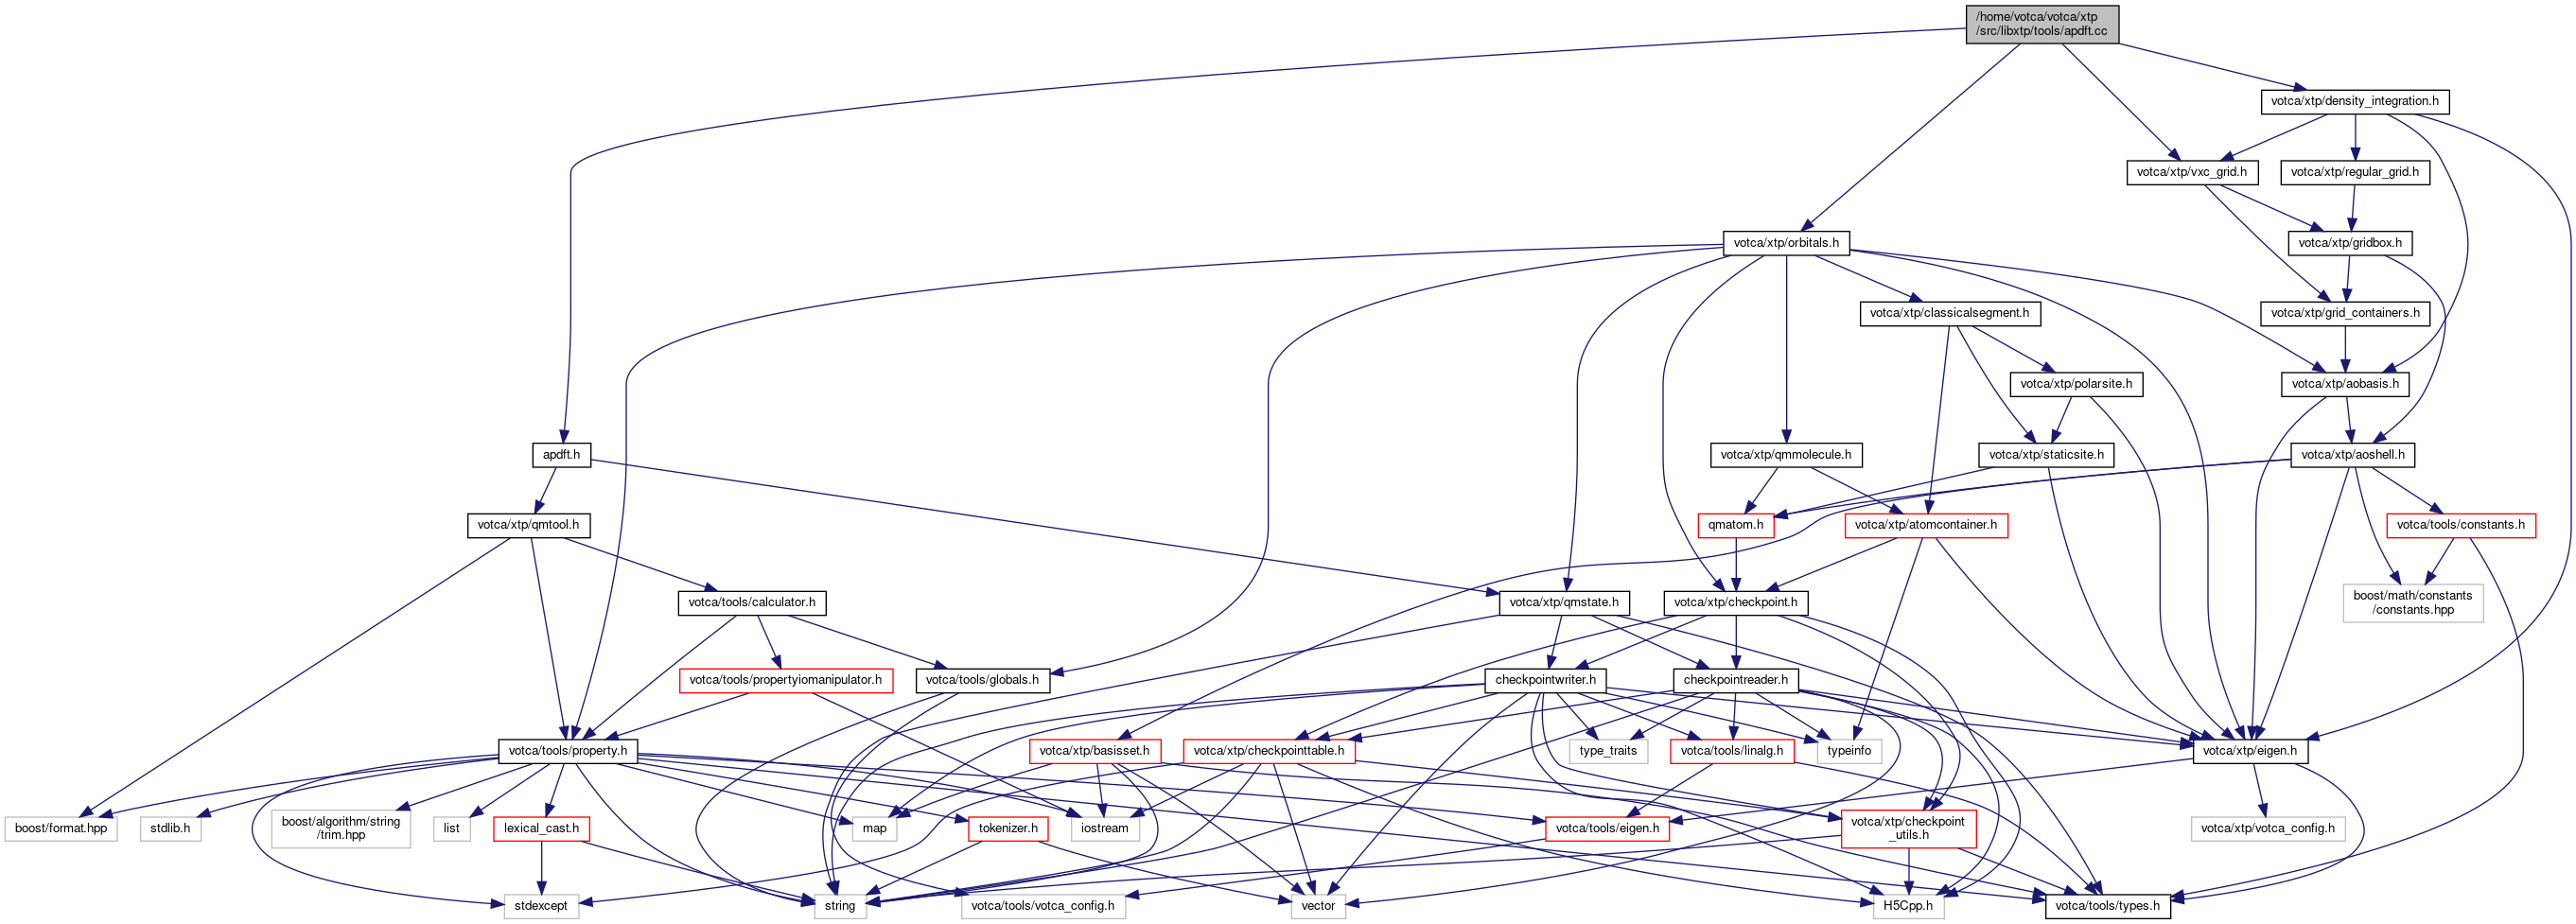 /home/votca/votca/xtp
/src/libxtp/tools/apdft.cc
votca/xtp/density_integration.h
votca/xtp/vxc_grid.h
votca/xtp/regular_grid.h
votca/xtp/orbitals.h
votca/xtp/gridbox.h
votca/xtp/classicalsegment.h
votca/xtp/grid_containers.h
votca/xtp/polarsite.h
votca/xtp/aobasis.h
apdft.h
votca/xtp/qmmolecule.h
votca/xtp/staticsite.h
votca/xtp/aoshell.h
votca/xtp/qmtool.h
qmatom.h
votca/xtp/atomcontainer.h
votca/tools/constants.h
votca/tools/calculator.h
votca/xtp/qmstate.h
votca/xtp/checkpoint.h
boost/math/constants
/constants.hpp
votca/tools/propertyiomanipulator.h
votca/tools/globals.h
checkpointwriter.h
checkpointreader.h
votca/tools/property.h
votca/xtp/basisset.h
votca/xtp/checkpointtable.h
type_traits
votca/tools/linalg.h
typeinfo
votca/xtp/eigen.h
boost/format.hpp
stdlib.h
boost/algorithm/string
/trim.hpp
list
lexical_cast.h
map
tokenizer.h
iostream
votca/tools/eigen.h
votca/xtp/checkpoint
_utils.h
votca/xtp/votca_config.h
stdexcept
string
votca/tools/votca_config.h
vector
H5Cpp.h
votca/tools/types.h